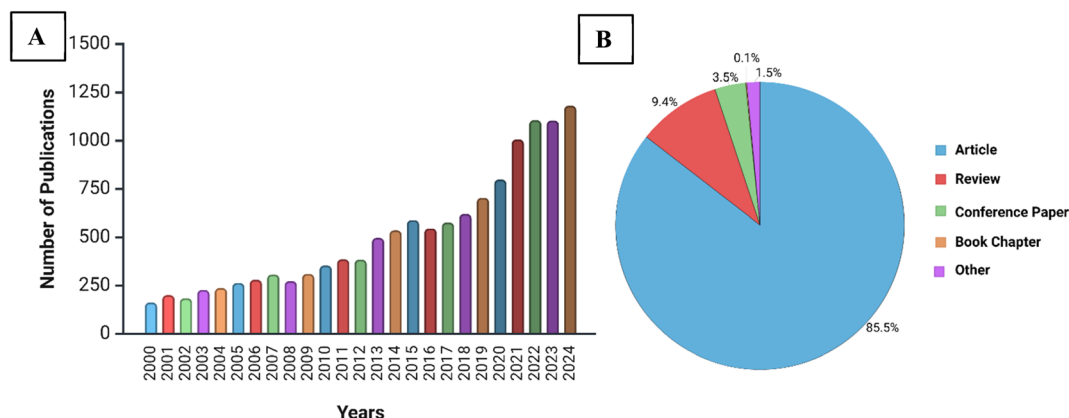 A
Number of Publications
1500
1250
1000
750
500
250
0
2000 2001 2002 2003 2004 2005 2006 2007 2008 2009 2010 2011 2012 2013 2014 2015 2016 2017 2018 2019 2020 2021 2022 2023 2024
Years
B
0.1%
1.5%
3.5%
9.4%
85.5%
Article
Review
Conference Paper
Book Chapter
Other